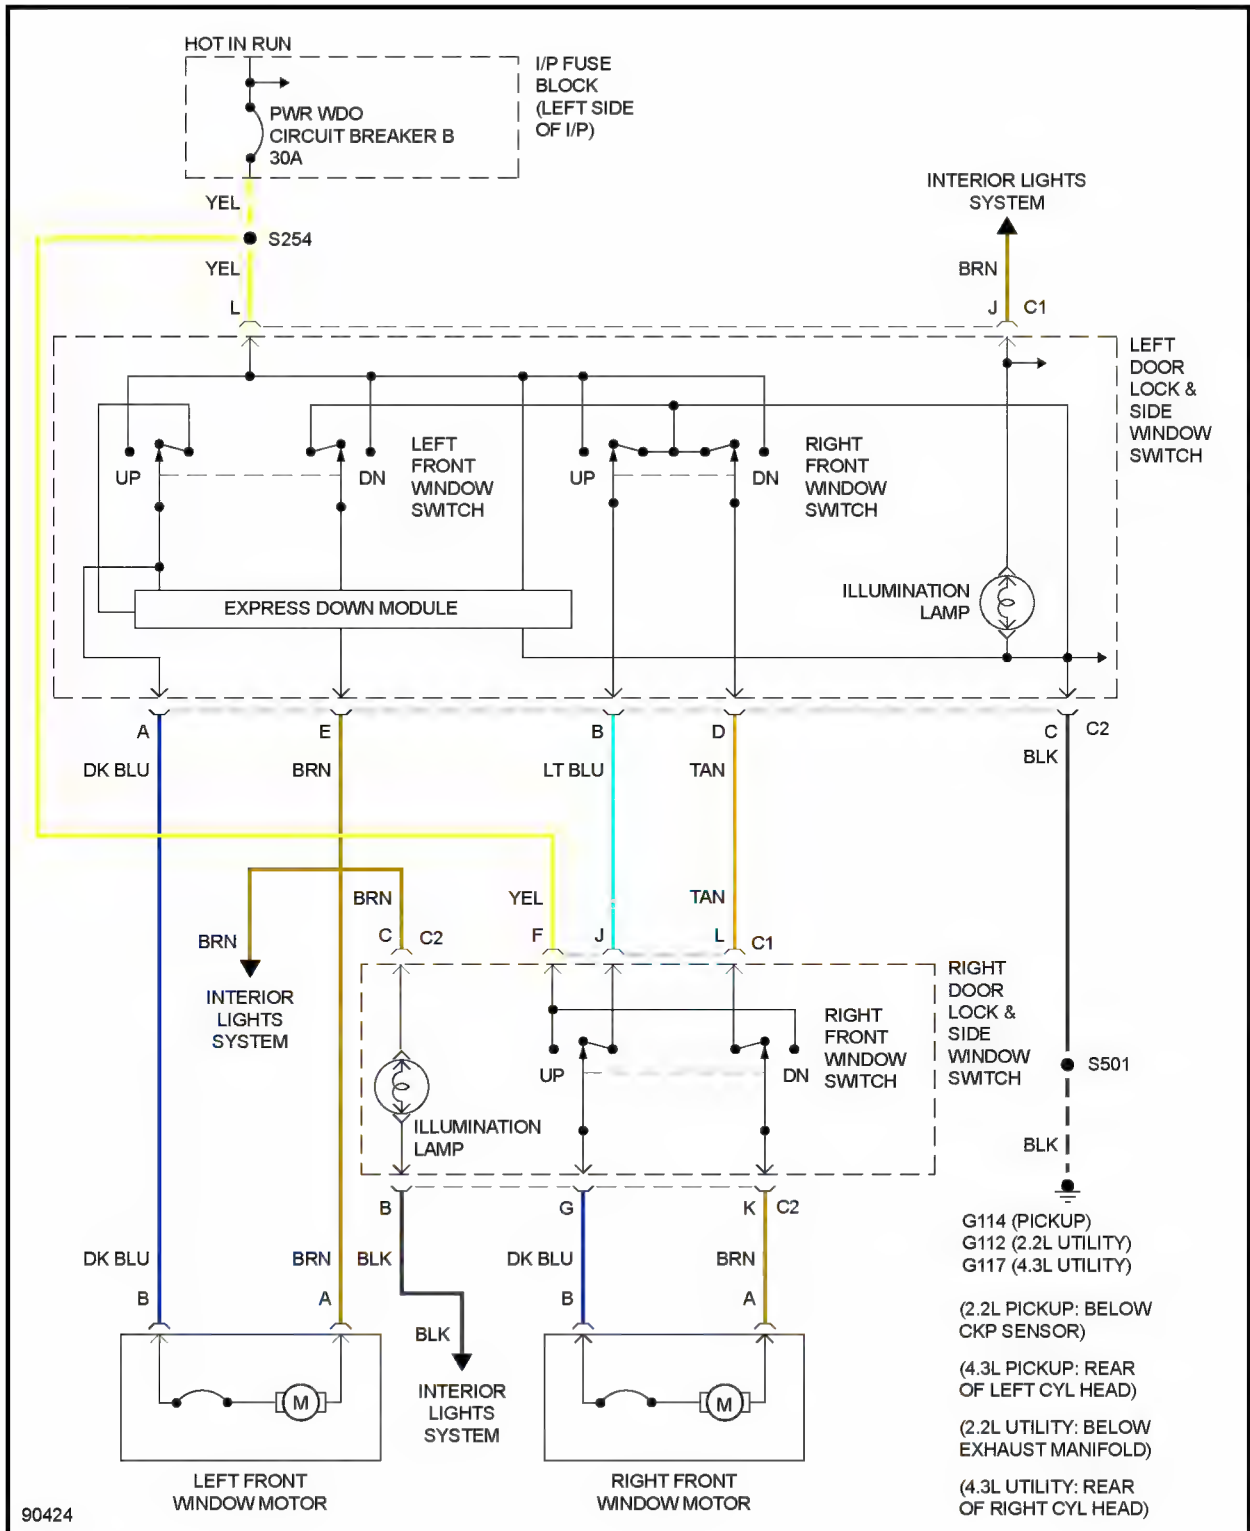 HOT IN RUN
I/P FUSE
BLOCK
(LEFT SIDE
OF I/P)
PWR WDO
CIRCUIT BREAKER B
30A
YEL
S254
YEL
L
INTERIOR LIGHTS
SYSTEM
BRN
J C1
LEFT
DOOR
LOCK &
SIDE
WINDOW
SWITCH
UP
DN
LEFT
FRONT
WINDOW
SWITCH
UP
DN
RIGHT
FRONT
WINDOW
SWITCH
EXPRESS DOWN MODULE
ILLUMINATION
LAMP
A E B D C C2
DK BLU BRN LT BLU TAN BLK
BRN YEL TAN
C C2 F J L C1
BRN
INTERIOR
LIGHTS
SYSTEM
RIGHT
DOOR
LOCK &
SIDE
WINDOW
SWITCH
RIGHT
FRONT
WINDOW
SWITCH
UP
DN
ILLUMINATION
LAMP
S501
BLK
B G K C2
DK BLU BRN BLK DK BLU BRN
B A B A
BLK
INTERIOR
LIGHTS
SYSTEM
M
M
LEFT FRONT
WINDOW MOTOR
RIGHT FRONT
WINDOW MOTOR
G114 (PICKUP)
G112 (2.2L UTILITY)
G117 (4.3L UTILITY)
(2.2L PICKUP: BELOW
CKP SENSOR)
(4.3L PICKUP: REAR
OF LEFT CYL HEAD)
(2.2L UTILITY: BELOW
EXHAUST MANIFOLD)
(4.3L UTILITY: REAR
OF RIGHT CYL HEAD)
90424